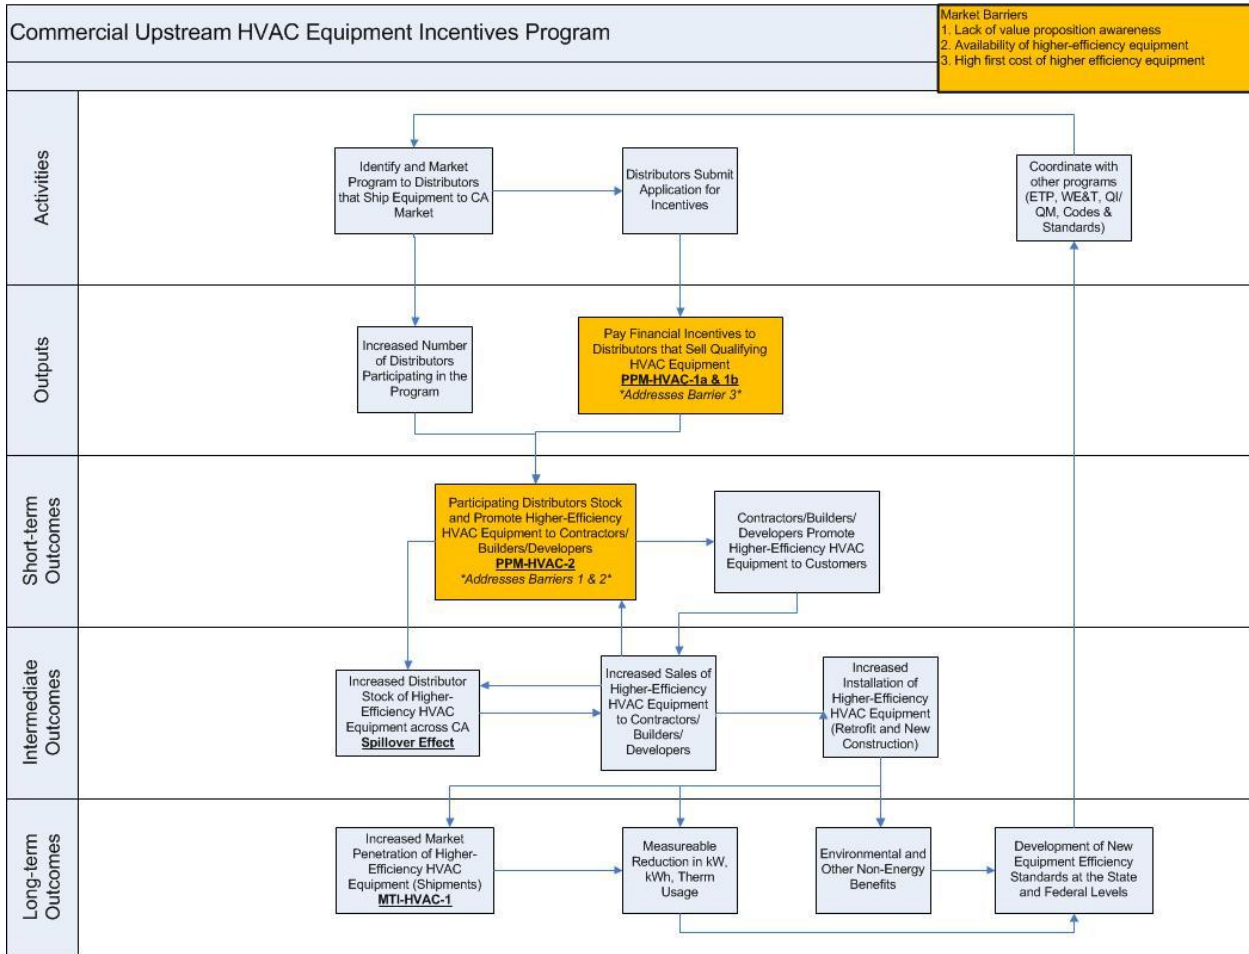 Commercial Upstream HVAC Equipment Incentives Program
Market Barriers
1. Lack of value proposition awareness
2. Availability of higher-efficiency equipment
3. High first cost of higher efficiency equipment
Activities
Identify and Market
Program to Distributors
that Ship Equipment to CA
Market
Distributors Submit
Application for
Incentives
Coordinate with
other programs
(ETP, WE&T, QI/
QM, Codes &
Standards)
Outputs
Increased Number
of Distributors
Participating in the
Program
Pay Financial Incentives to
Distributors that Sell Qualifying
HVAC Equipment
PPM-HVAC-1a & 1b
*Addresses Barrier 3*
Short-term
Outcomes
Participating Distributors Stock
and Promote Higher-Efficiency
HVAC Equipment to Contractors/
Builders/Developers
PPM-HVAC-2
*Addresses Barriers 1 & 2*
Contractors/Builders/
Developers Promote
Higher-Efficiency HVAC
Equipment to Customers
Intermediate
Outcomes
Increased Distributor
Stock of Higher-
Efficiency HVAC
Equipment across CA
Spillover Effect
Increased Sales of
Higher-Efficiency
HVAC Equipment
to Contractors/
Builders/
Developers
Increased
Installation of
Higher-Efficiency
HVAC Equipment
(Retrofit and New
Construction)
Long-term
Outcomes
Increased Market
Penetration of Higher-
Efficiency HVAC
Equipment (Shipments)
MTI-HVAC-1
Measureable
Reduction in kW,
kWh, Therm
Usage
Environmental and
Other Non-Energy
Benefits
Development of New
Equipment Efficiency
Standards at the State
and Federal Levels